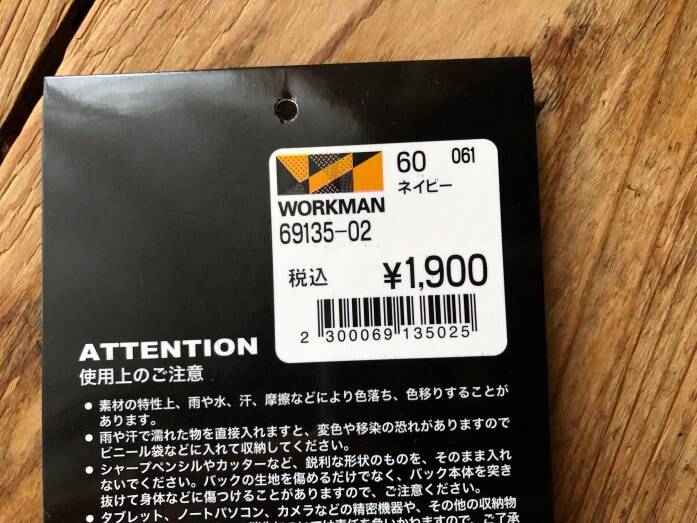 60 061
ネイビー
WORKMAN
69135-02
税込 ¥1,900
2 300069 135025
ATTENTION
使用上のご注意
● 素材の特性上、雨や水、汗、摩擦などにより色落ち、色移りすることが
あります。
● 雨や汗で濡れた物を直接入れますと、変色や移染の恐れがありますので
ビニール袋などに入れて収納してください。
● シャープペンシルやカッターなど、鋭利な形状のものを、そのまま入れ
ないでください。バックの生地を傷めるだけでなく、バック本体を突き
抜けて身体などに傷つけることがありますので、ご注意ください。
● タブレット、ノートパソコン、カメラなどの精密機器や、その他の収納物